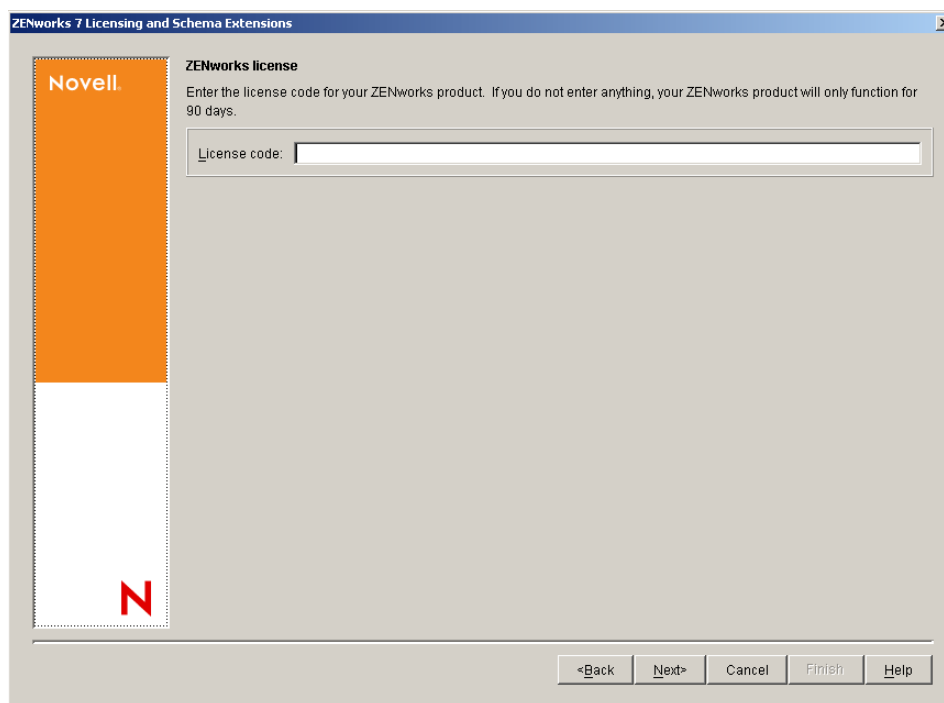 ZENworks 7 Licensing and Schema Extensions
Novell.
ZENworks license
Enter the license code for your ZENworks product. If you do not enter anything, your ZENworks product will only function for
90 days.
License code:
N
<Back Next> Cancel Finish Help